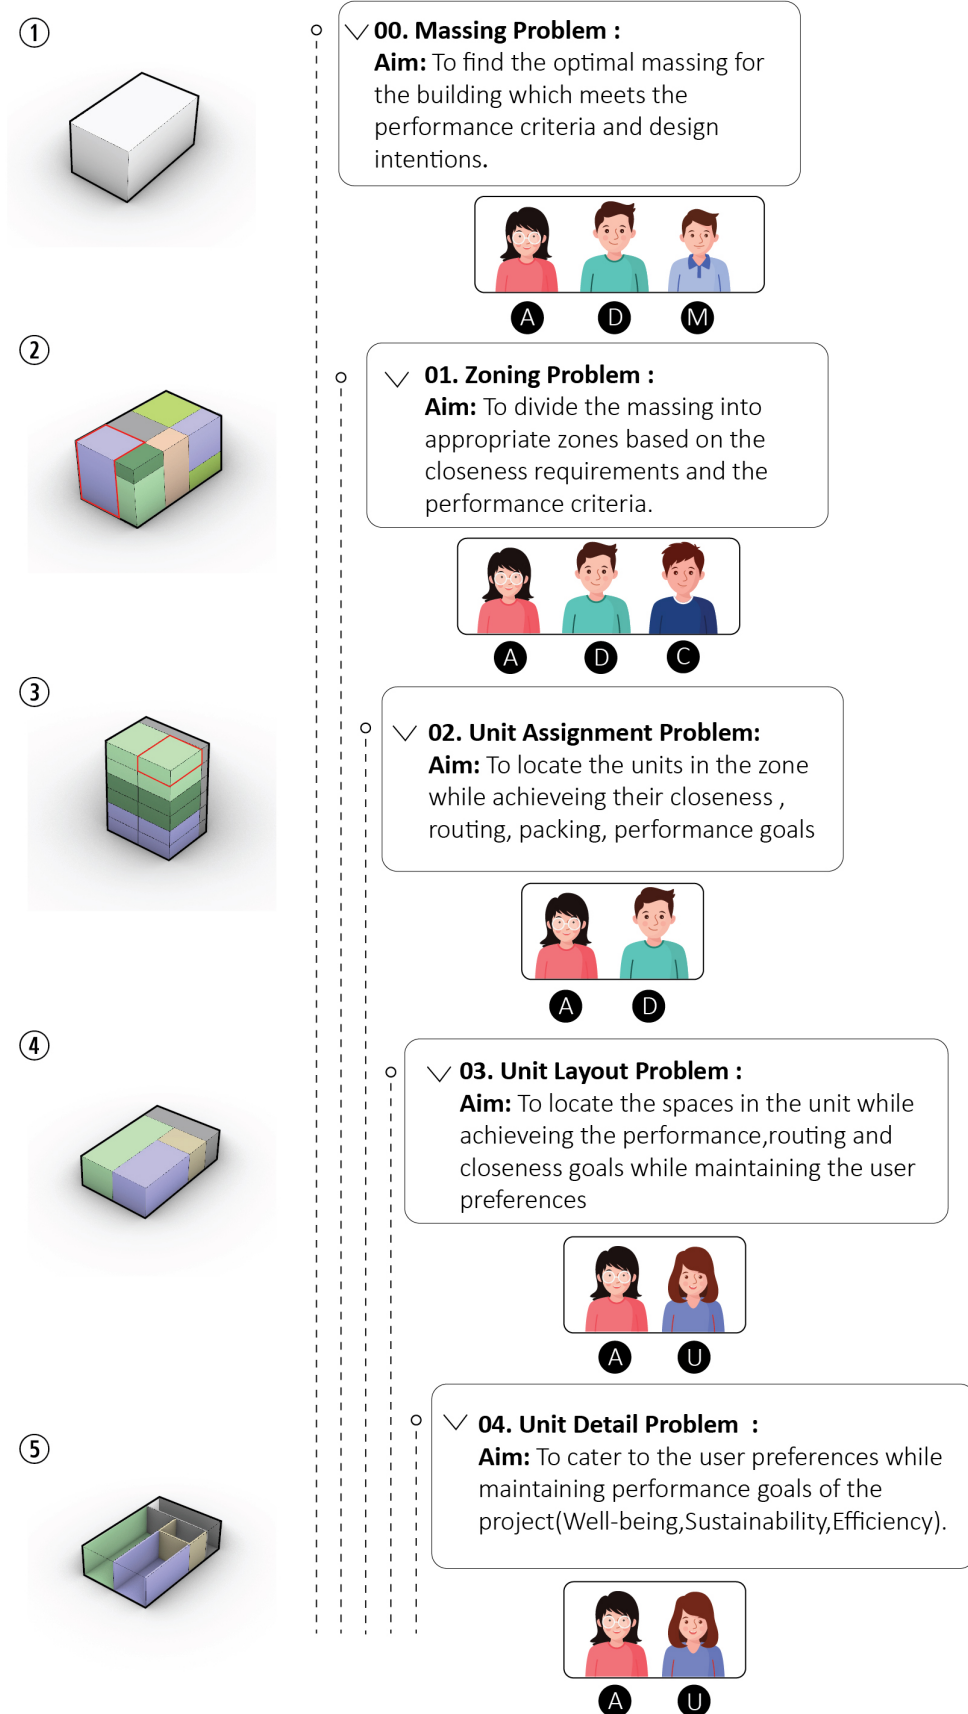 ①
00. Massing Problem :
Aim: To find the optimal massing for
the building which meets the
performance criteria and design
intentions.
A D M
②
01. Zoning Problem :
Aim: To divide the massing into
appropriate zones based on the
closeness requirements and the
performance criteria.
A D C
③
02. Unit Assignment Problem:
Aim: To locate the units in the zone
while achieveing their closeness ,
routing, packing, performance goals
A D
④
03. Unit Layout Problem :
Aim: To locate the spaces in the unit while
achieveing the performance,routing and
closeness goals while maintaining the user
preferences
A U
⑤
04. Unit Detail Problem :
Aim: To cater to the user preferences while
maintaining performance goals of the
project(Well-being,Sustainability,Efficiency).
A U